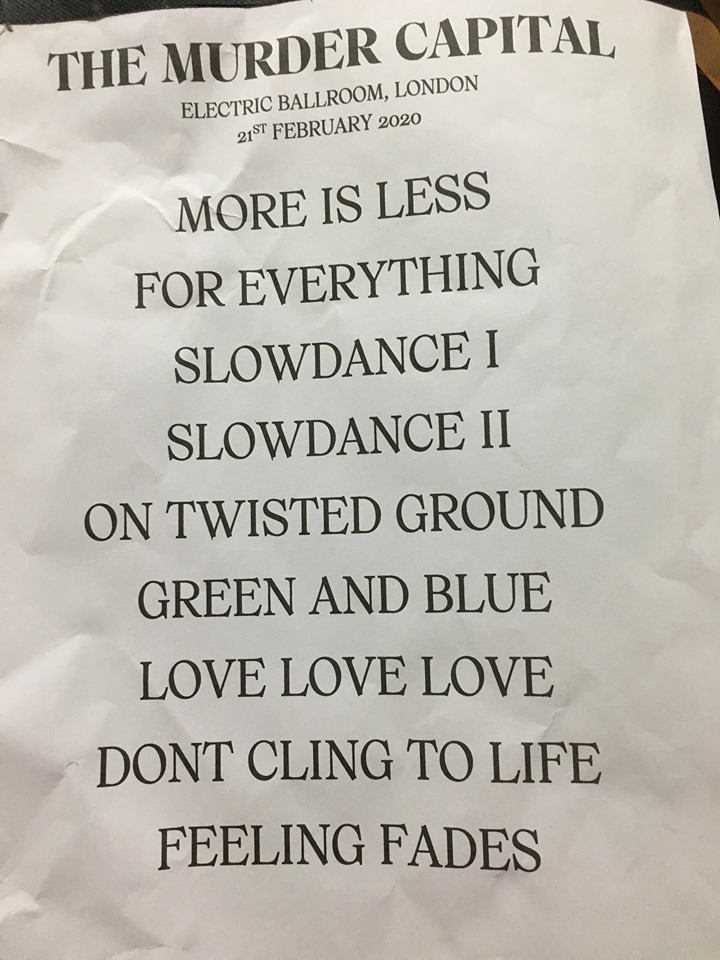 THE MURDER CAPITAL
ELECTRIC BALLROOM, LONDON
21ST FEBRUARY 2020
MORE IS LESS
FOR EVERYTHING
SLOWDANCE I
SLOWDANCE II
ON TWISTED GROUND
GREEN AND BLUE
LOVE LOVE LOVE
DONT CLING TO LIFE
FEELING FADES